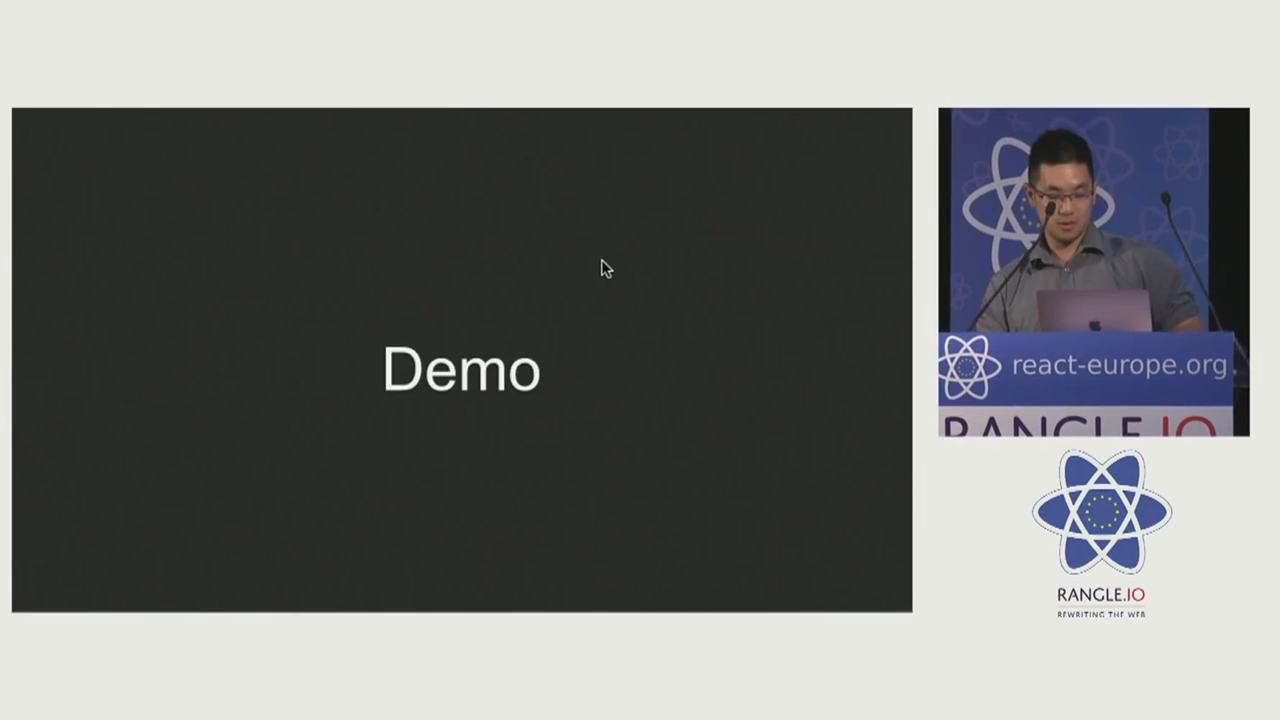 Demo
react-europe.org
RANGLE.IO
RANGLE.IO
REWRITING THE WEB